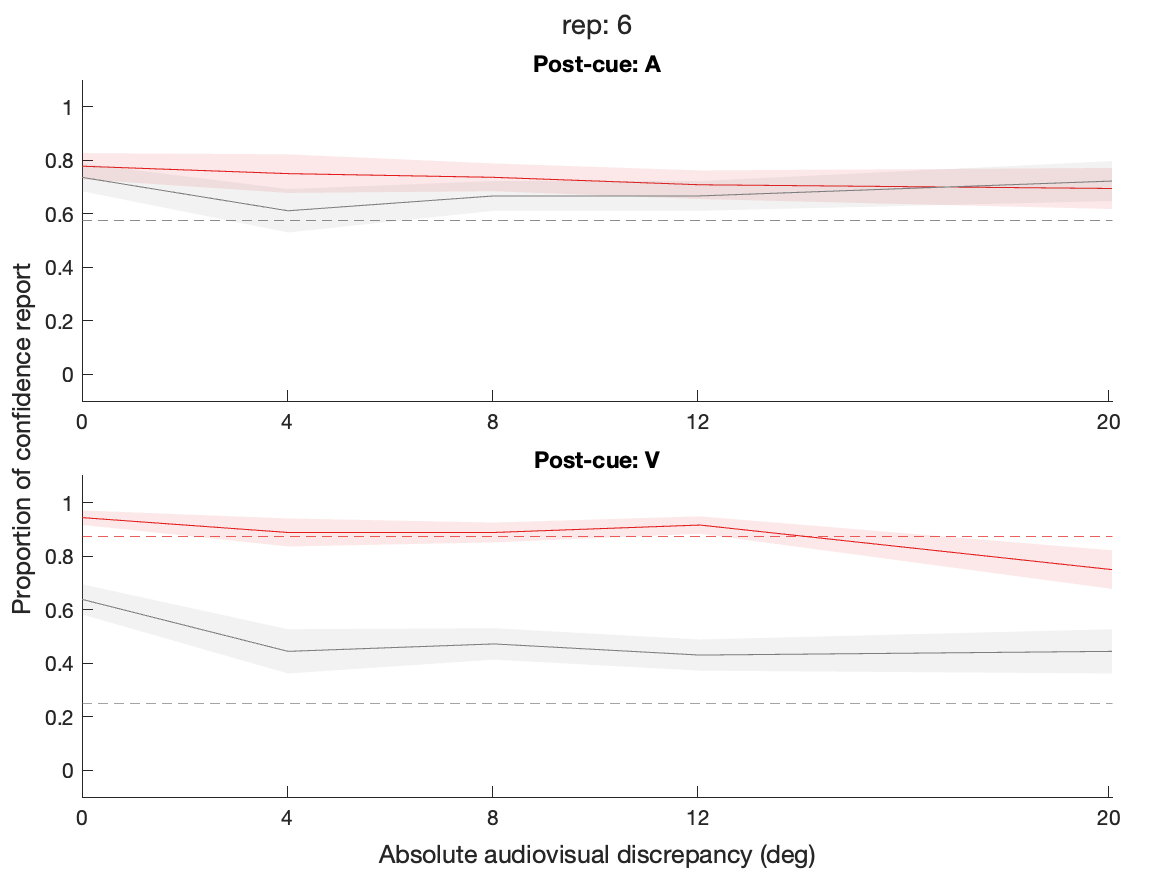 rep: 6
Post-cue: A
1
0.8
0.6
0.4
0.2
0
0 4 8 12 20
Proportion of confidence report
Post-cue: V
1
0.8
0.6
0.4
0.2
0
0 4 8 12 20
Absolute audiovisual discrepancy (deg)